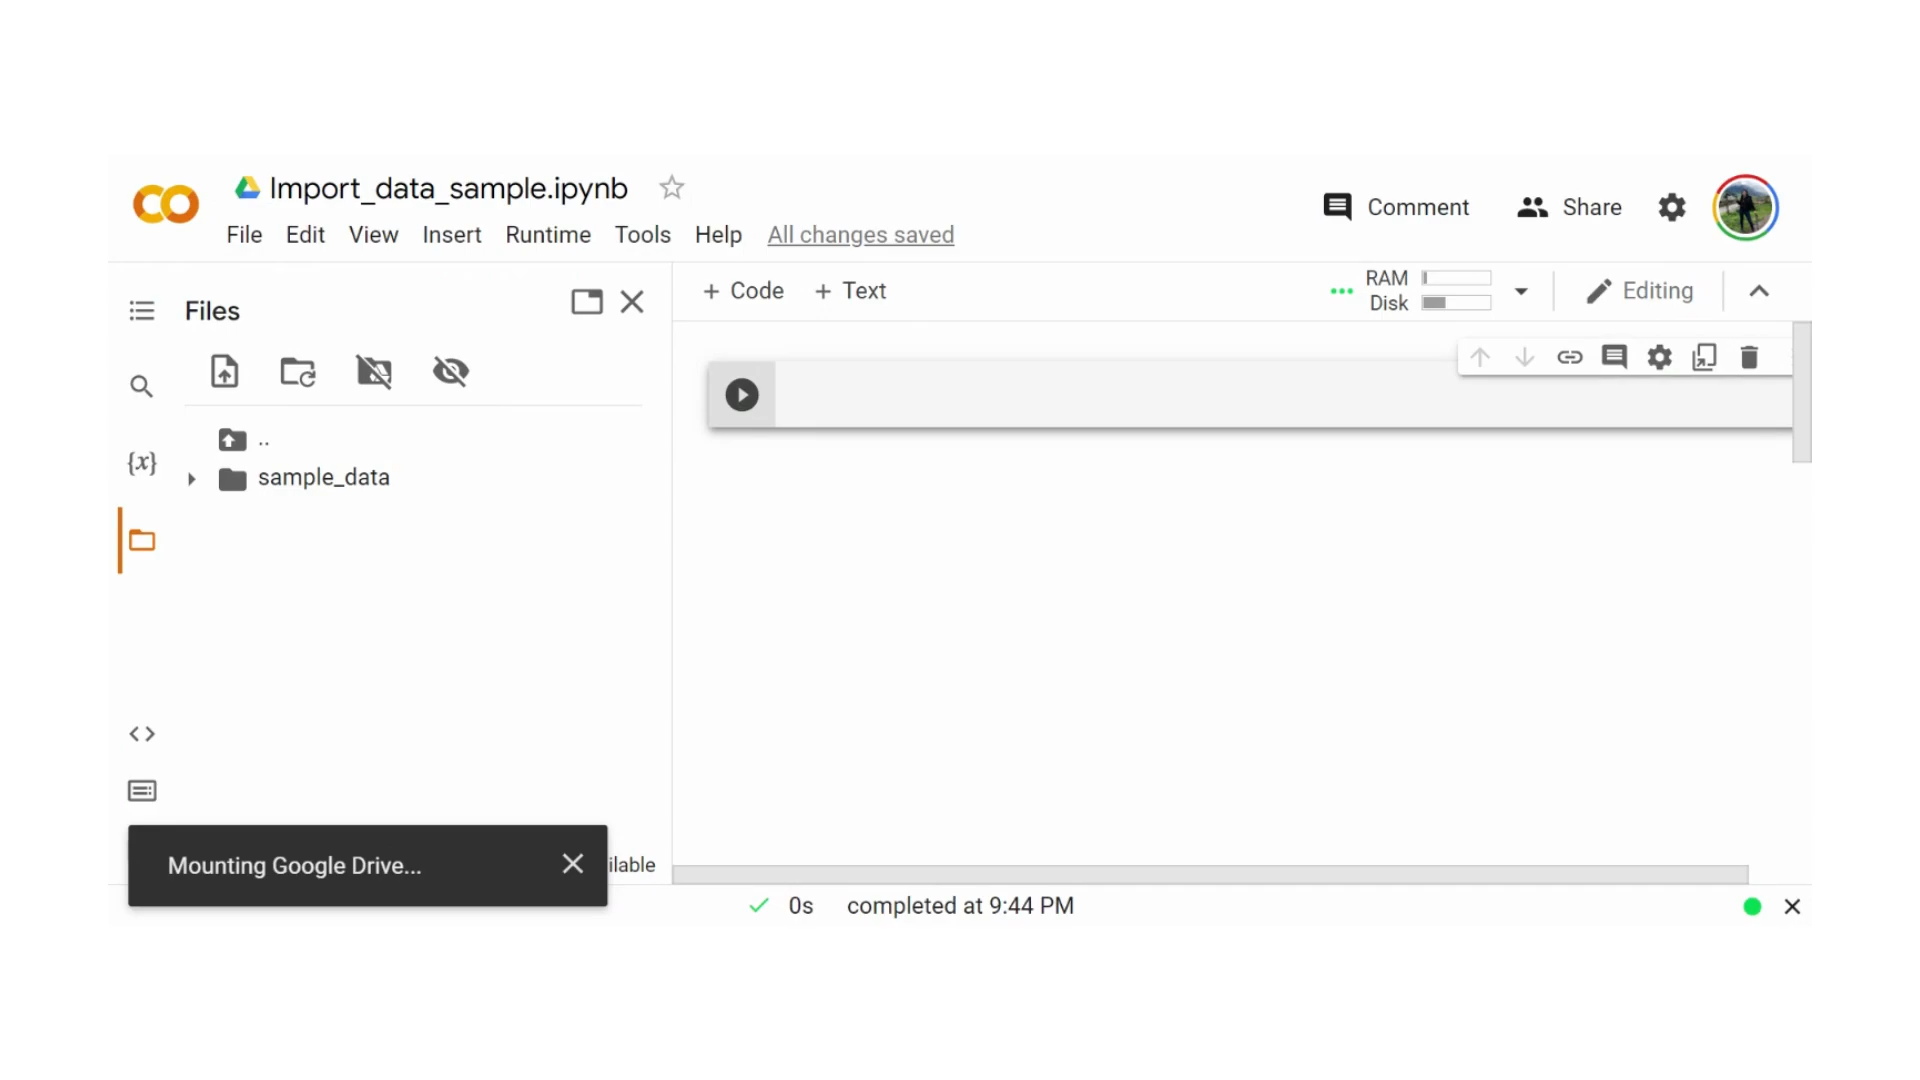 Import_data_sample.ipynb
File Edit View Insert Runtime Tools Help All changes saved
Comment Share
Files
+ Code + Text
RAM
Disk
Editing
..
{x}
sample_data
Mounting Google Drive...
ilable
0s completed at 9:44 PM